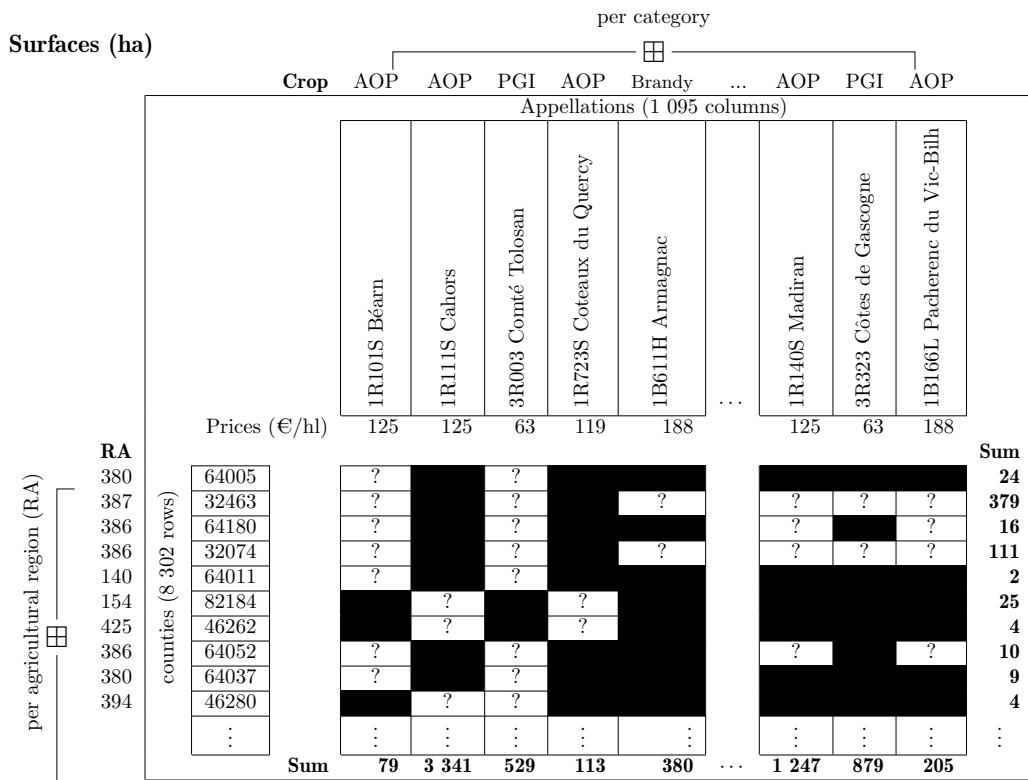 per category
Surfaces (ha)
Crop AOP AOP PGI AOP Brandy ... AOP PGI AOP
Appellations (1 095 columns)
1R101S Béarn
1R111S Cahors
3R003 Comté Tolosan
1R723S Coteaux du Quercy
1B611H Armagnac
...
1R140S Madiran
3R323 Côtes de Gascogne
1B166L Pacherenc du Vic-Bilh
Prices (€/hl) 125 125 63 119 188 125 63 188
RA Sum
per agricultural region (RA)
counties (8 302 rows)
380 64005 ? ? 24
387 32463 ? ? ? ? ? ? 379
386 64180 ? ? ? ? 16
386 32074 ? ? ? ? ? ? 111
140 64011 ? ? 2
154 82184 ? ? 25
425 46262 ? ? 4
386 64052 ? ? ? ? 10
380 64037 ? ? 9
394 46280 ? ? 4
⋮ ⋮ ⋮ ⋮ ⋮ ⋮ ⋮ ⋮ ⋮ ⋮
Sum 79 3 341 529 113 380 ... 1 247 879 205